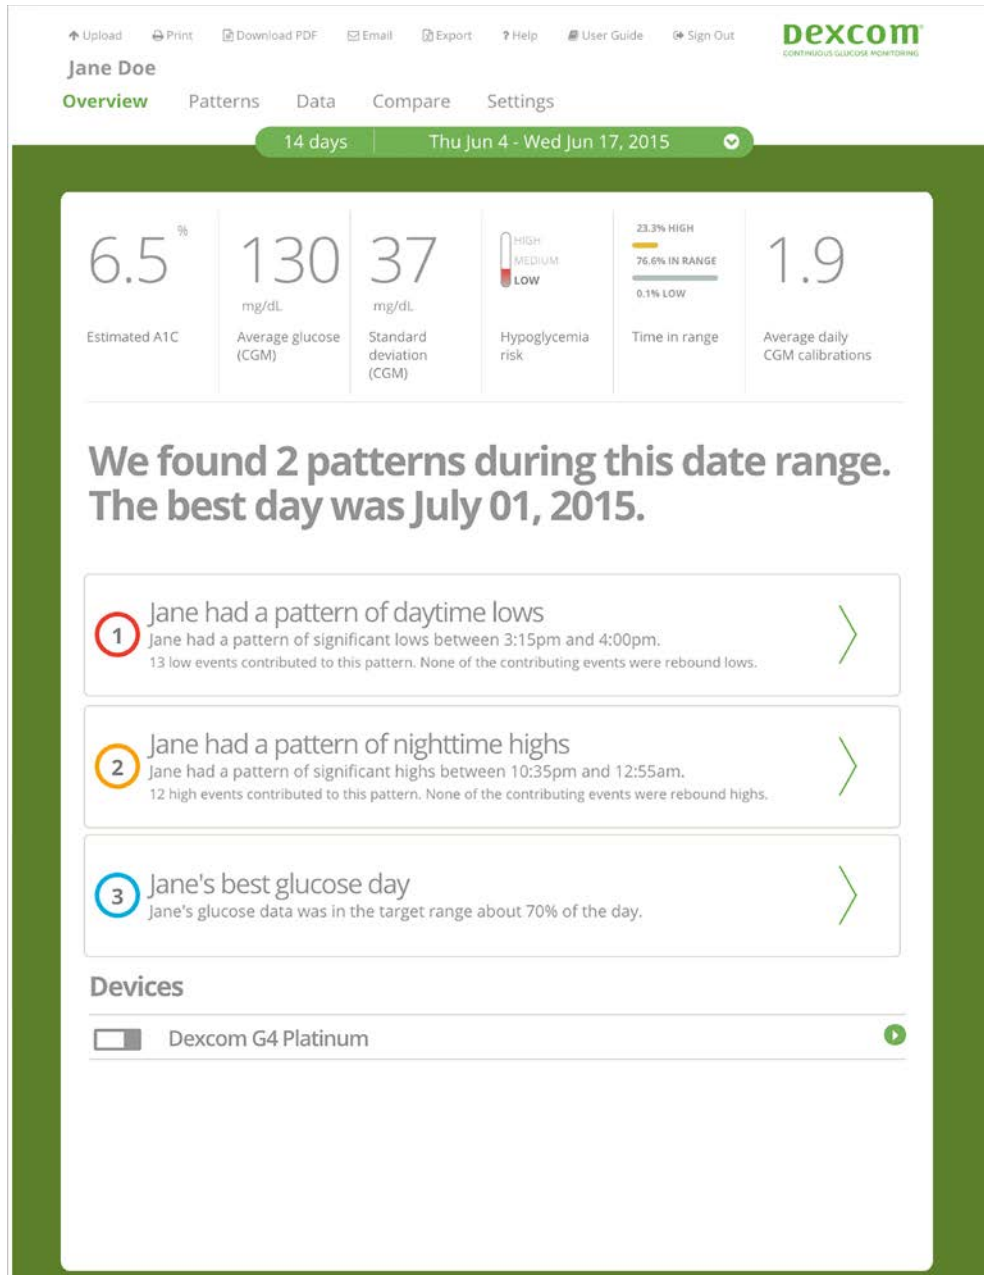 Upload Print Download PDF Email Export ? Help User Guide Sign Out
Dexcom
CONTINUOUS GLUCOSE MONITORING
Jane Doe
Overview Patterns Data Compare Settings
14 days Thu Jun 4 - Wed Jun 17, 2015
6.5 %
Estimated A1C
130
mg/dL
Average glucose
(CGM)
37
mg/dL
Standard
deviation
(CGM)
HIGH
MEDIUM
LOW
Hypoglycemia
risk
23.3% HIGH
76.6% IN RANGE
0.1% LOW
Time in range
1.9
Average daily
CGM calibrations
We found 2 patterns during this date range.
The best day was July 01, 2015.
1
Jane had a pattern of daytime lows
Jane had a pattern of significant lows between 3:15pm and 4:00pm.
13 low events contributed to this pattern. None of the contributing events were rebound lows.
2
Jane had a pattern of nighttime highs
Jane had a pattern of significant highs between 10:35pm and 12:55am.
12 high events contributed to this pattern. None of the contributing events were rebound highs.
3
Jane's best glucose day
Jane's glucose data was in the target range about 70% of the day.
Devices
Dexcom G4 Platinum